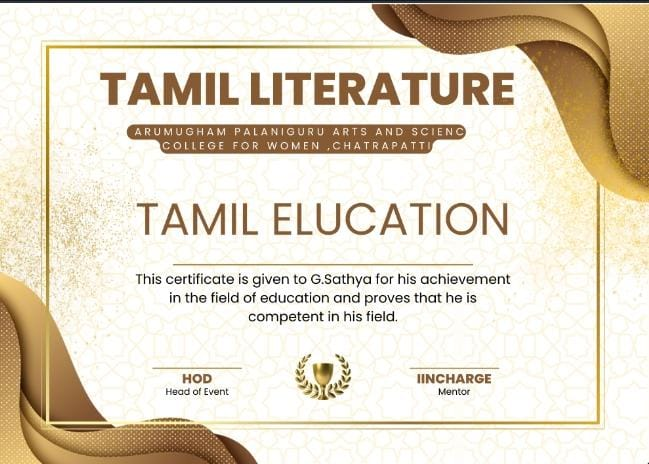 TAMIL LITERATURE
ARUMUGHAM PALANIGURU ARTS AND SCIENC
COLLEGE FOR WOMEN ,CHATRAPATTI
TAMIL ELUCATION
This certificate is given to G.Sathya for his achievement
in the field of education and proves that he is
competent in his field.
HOD
Head of Event
IINCHARGE
Mentor